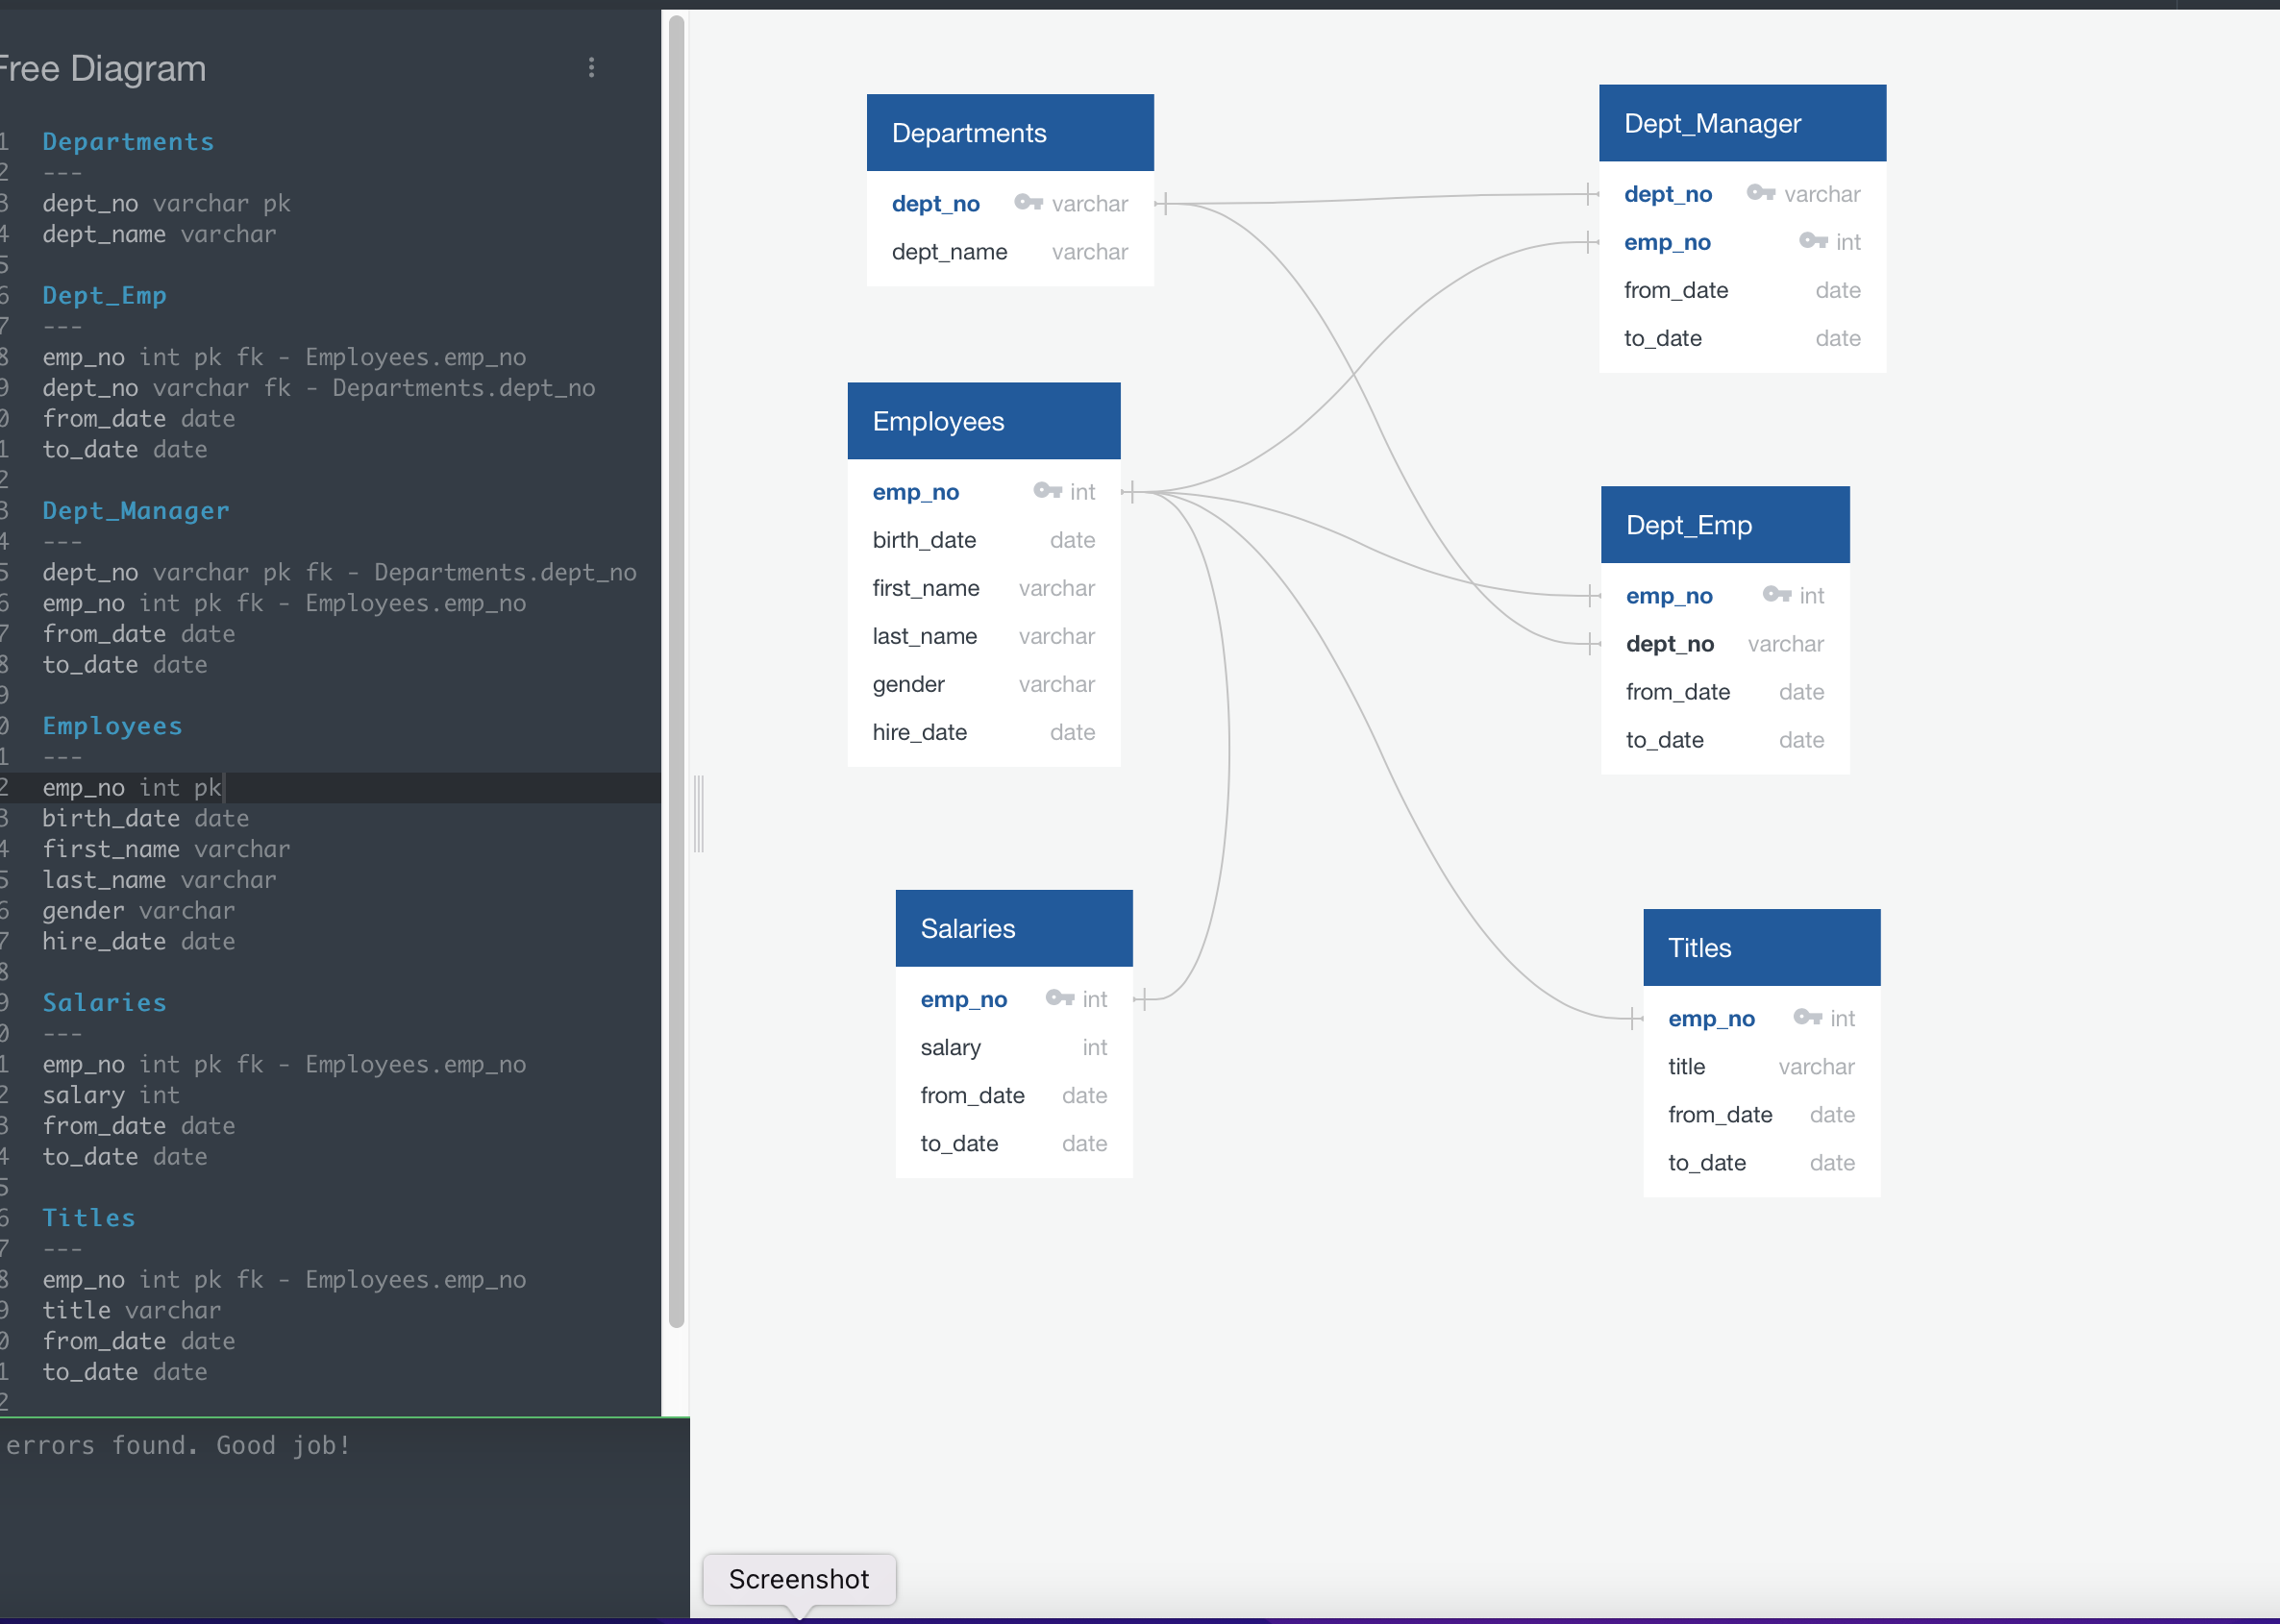 Free Diagram
1 Departments
2 ---
3 dept_no varchar pk
4 dept_name varchar
5
6 Dept_Emp
7 ---
8 emp_no int pk fk - Employees.emp_no
9 dept_no varchar fk - Departments.dept_no
0 from_date date
1 to_date date
2
3 Dept_Manager
4 ---
5 dept_no varchar pk fk - Departments.dept_no
6 emp_no int pk fk - Employees.emp_no
7 from_date date
8 to_date date
9
0 Employees
1 ---
2 emp_no int pk
3 birth_date date
4 first_name varchar
5 last_name varchar
6 gender varchar
7 hire_date date
8
9 Salaries
0 ---
1 emp_no int pk fk - Employees.emp_no
2 salary int
3 from_date date
4 to_date date
5
6 Titles
7 ---
8 emp_no int pk fk - Employees.emp_no
9 title varchar
0 from_date date
1 to_date date
2
errors found. Good job!
Departments
dept_no varchar
dept_name varchar
Dept_Manager
dept_no varchar
emp_no int
from_date date
to_date date
Employees
emp_no int
birth_date date
first_name varchar
last_name varchar
gender varchar
hire_date date
Dept_Emp
emp_no int
dept_no varchar
from_date date
to_date date
Salaries
emp_no int
salary int
from_date date
to_date date
Titles
emp_no int
title varchar
from_date date
to_date date
Screenshot